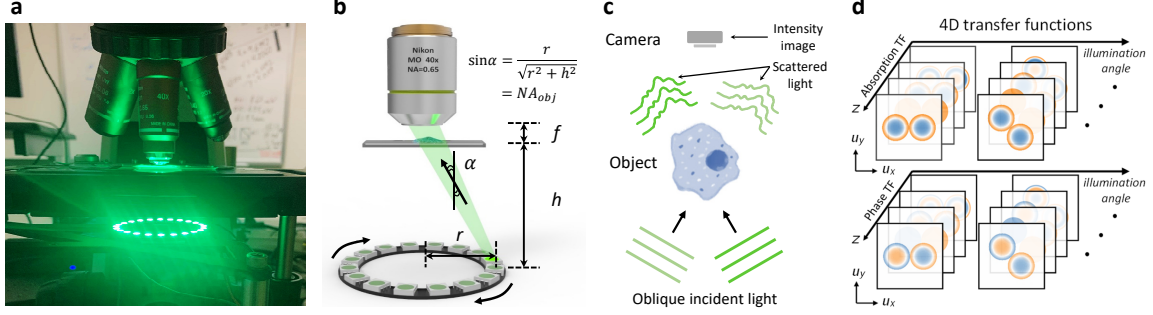 a
b
c
d
Nikon
MO 40x
NA=0.65
sinα = r / √(r² + h²)
= NA_obj
f
α
h
r
Camera
Intensity
image
Scattered
light
Object
Oblique incident light
4D transfer functions
Absorption TF
illumination
angle
z
u_y
u_x
Phase TF
illumination
angle
z
u_y
u_x
40X